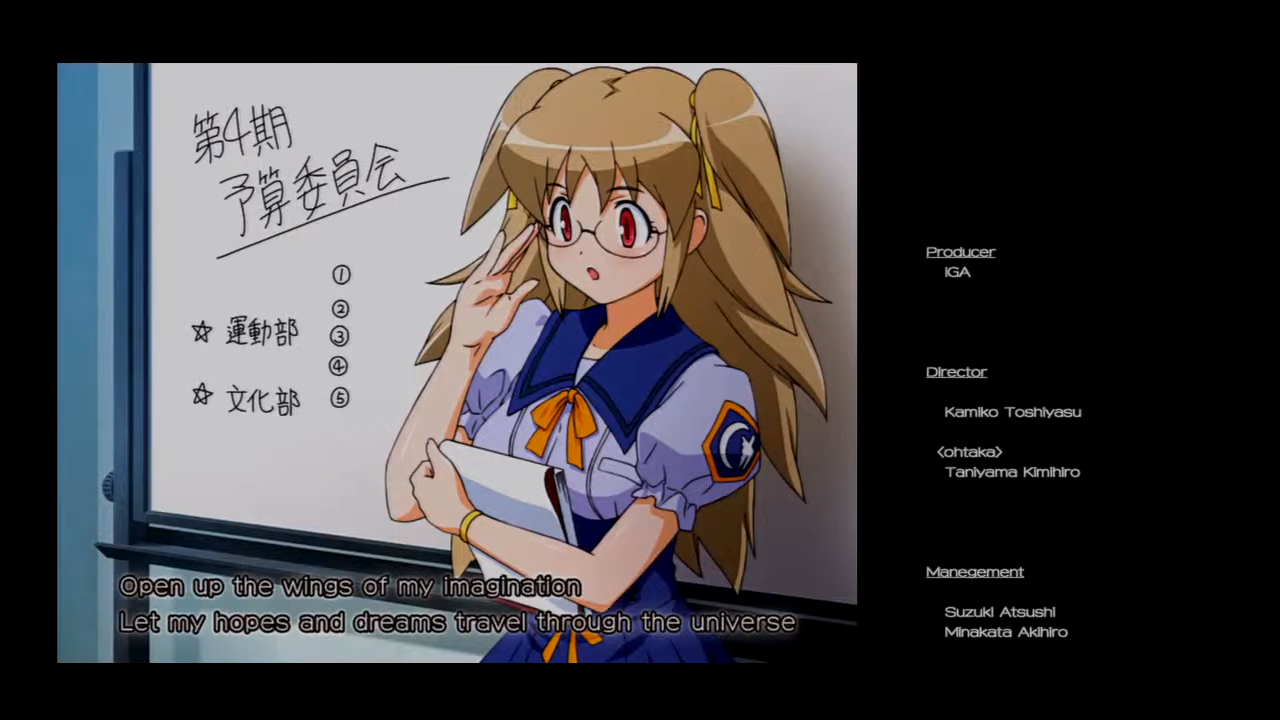 第4期
予算委員会
①
②
☆ 運動部 ③
④
☆ 文化部 ⑤
Open up the wings of my imagination
Let my hopes and dreams travel through the universe
Producer
IGA
Director
Kamiko Toshiyasu
<ohtaka>
Taniyama Kimihiro
Manegement
Suzuki Atsushi
Minakata Akihiro